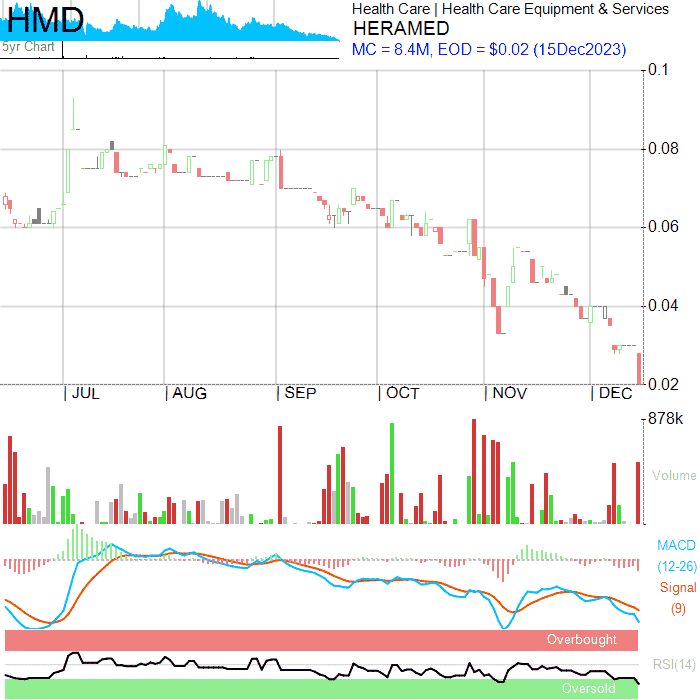 HMD
5yr Chart
Health Care | Health Care Equipment & Services
HERAMED
MC = 8.4M, EOD = $0.02 (15Dec2023)
0.1
0.08
0.06
0.04
0.02
| JUL | AUG | SEP | OCT | NOV | DEC
878k
Volume
MACD
(12-26)
Signal
(9)
Overbought
RSI(14)
Oversold